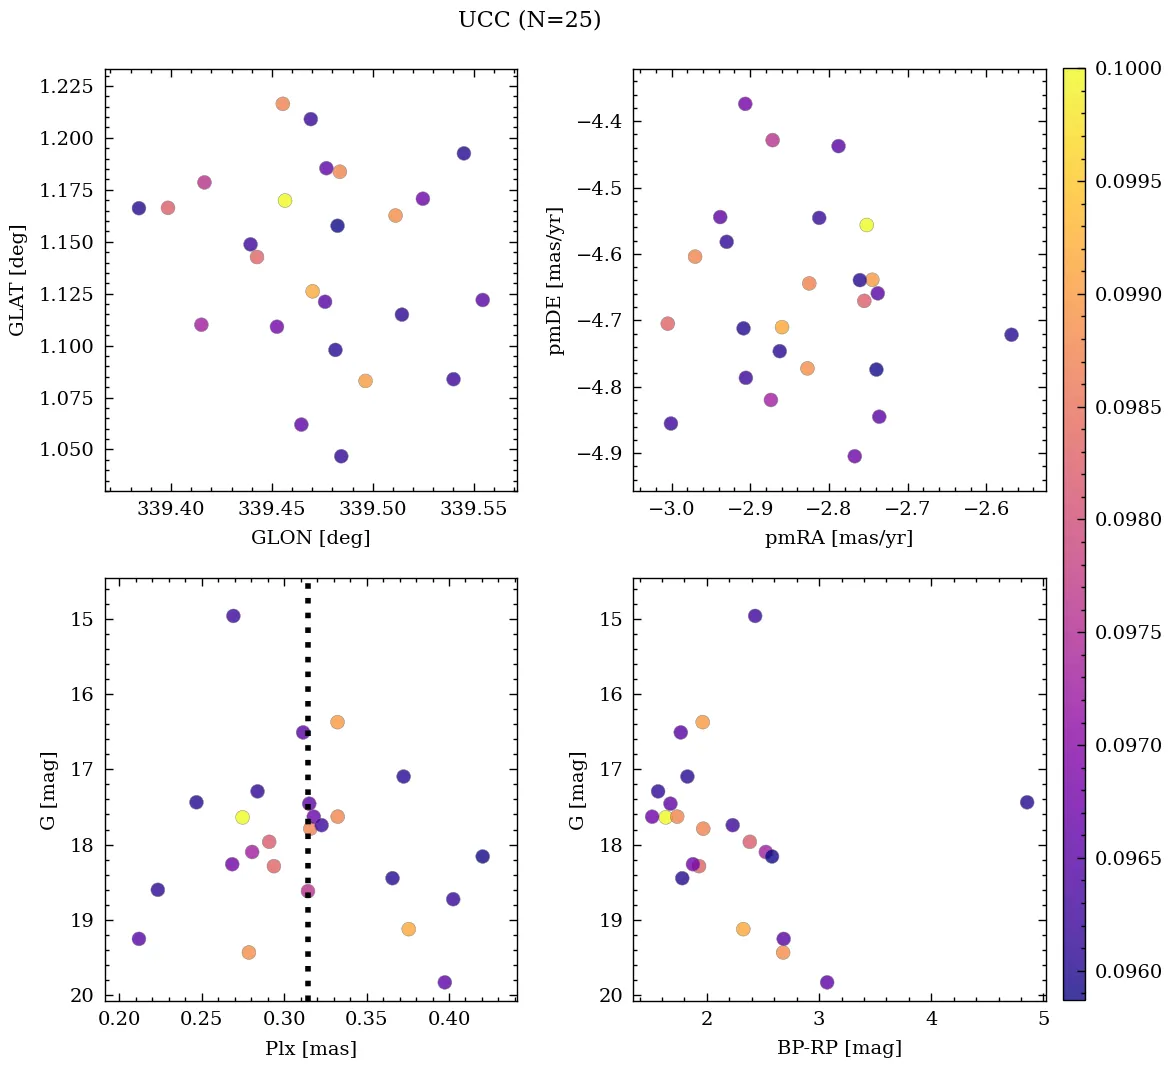 UCC (N=25)
1.225
1.200
1.175
1.150
1.125
1.100
1.075
1.050
GLAT [deg]
339.40 339.45 339.50 339.55
GLON [deg]
−4.4
−4.5
−4.6
−4.7
−4.8
−4.9
pmDE [mas/yr]
−3.0 −2.9 −2.8 −2.7 −2.6
pmRA [mas/yr]
15
16
17
18
19
20
G [mag]
0.20 0.25 0.30 0.35 0.40
Plx [mas]
15
16
17
18
19
20
G [mag]
2 3 4 5
BP-RP [mag]
0.1000
0.0995
0.0990
0.0985
0.0980
0.0975
0.0970
0.0965
0.0960